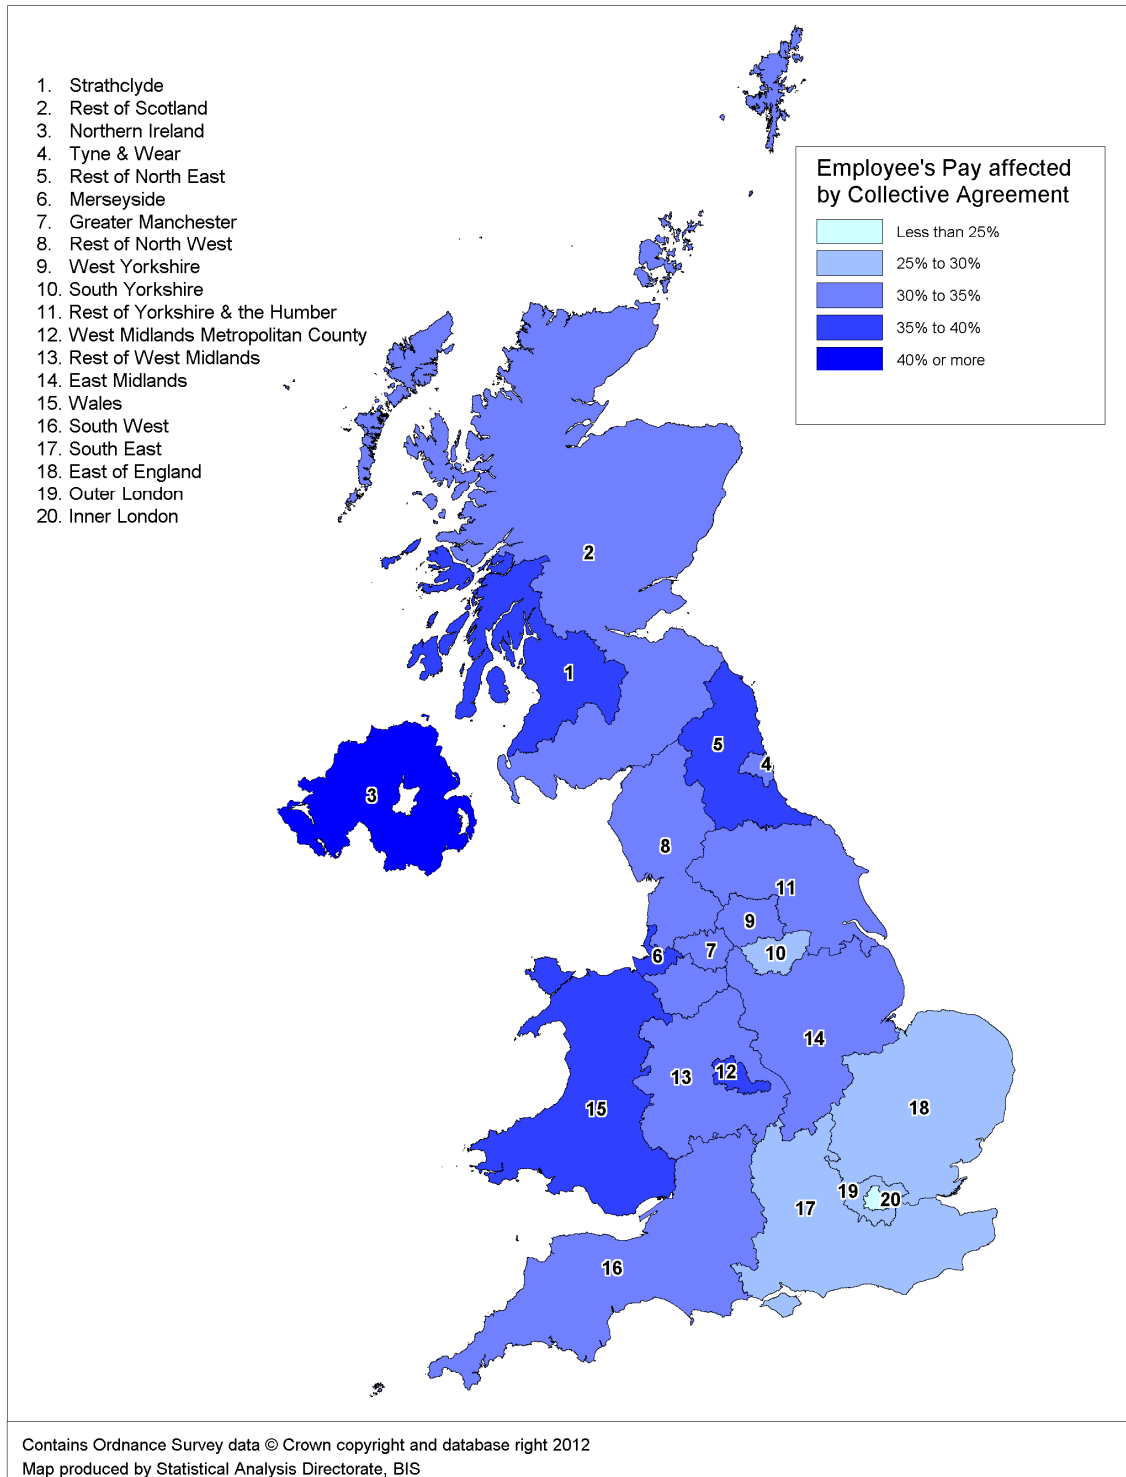 1. Strathclyde
2. Rest of Scotland
3. Northern Ireland
4. Tyne & Wear
5. Rest of North East
6. Merseyside
7. Greater Manchester
8. Rest of North West
9. West Yorkshire
10. South Yorkshire
11. Rest of Yorkshire & the Humber
12. West Midlands Metropolitan County
13. Rest of West Midlands
14. East Midlands
15. Wales
16. South West
17. South East
18. East of England
19. Outer London
20. Inner London
Employee's Pay affected
by Collective Agreement
Less than 25%
25% to 30%
30% to 35%
35% to 40%
40% or more
2
1
5
4
3
8
11
9
7
10
6
14
12
13
15
18
19
20
17
16
Contains Ordnance Survey data © Crown copyright and database right 2012
Map produced by Statistical Analysis Directorate, BIS